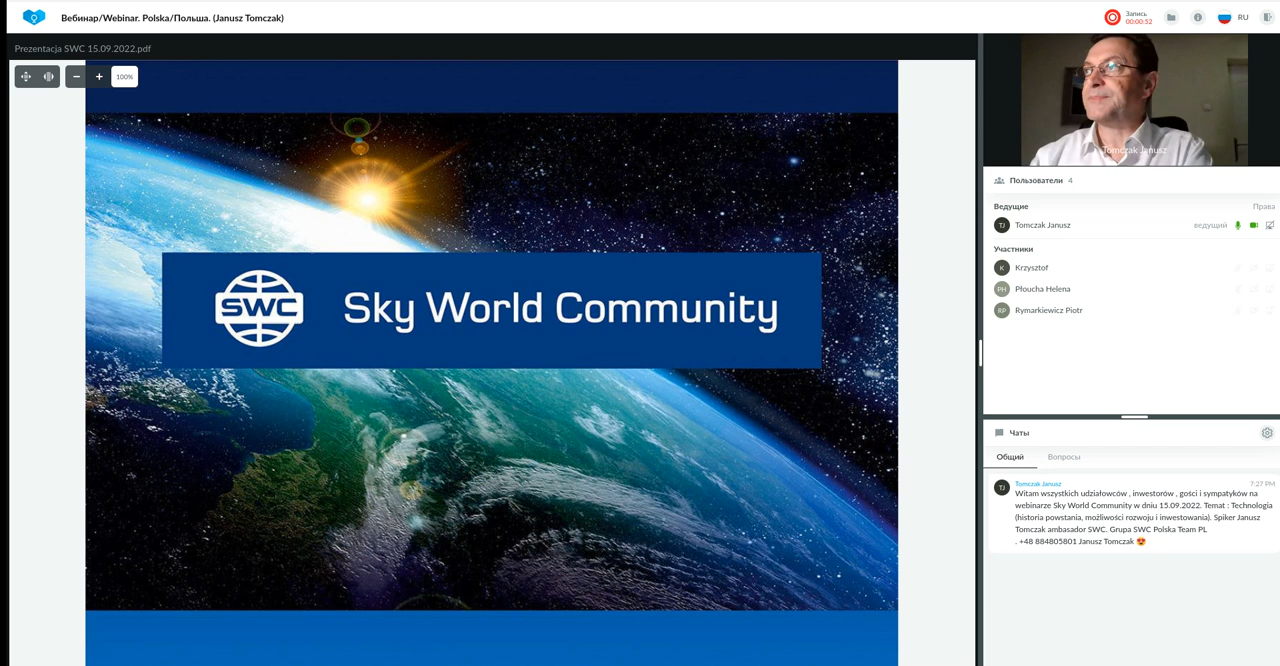 Вебинар/Webinar. Polska/Польша. (Janusz Tomczak)
Запись
00:00:52
RU
Prezentacja SWC 15.09.2022.pdf
100%
SWC
Sky World Community
Tomczak Janusz
Пользователи 4
Ведущие
Права
TJ
Tomczak Janusz
ведущий
Участники
K
Krzysztof
PH
Płoucha Helena
RP
Rymarkiewicz Piotr
Чаты
Общий
Вопросы
TJ
Tomczak Janusz
7:27 PM
Witam wszystkich udziałowców , inwestorów , gości i sympatyków na
webinarze Sky World Community w dniu 15.09.2022. Temat : Technologia
(historia powstania, możliwości rozwoju i inwestowania). Spiker Janusz
Tomczak ambasador SWC. Grupa SWC Polska Team PL
. +48 884805801 Janusz Tomczak 😍